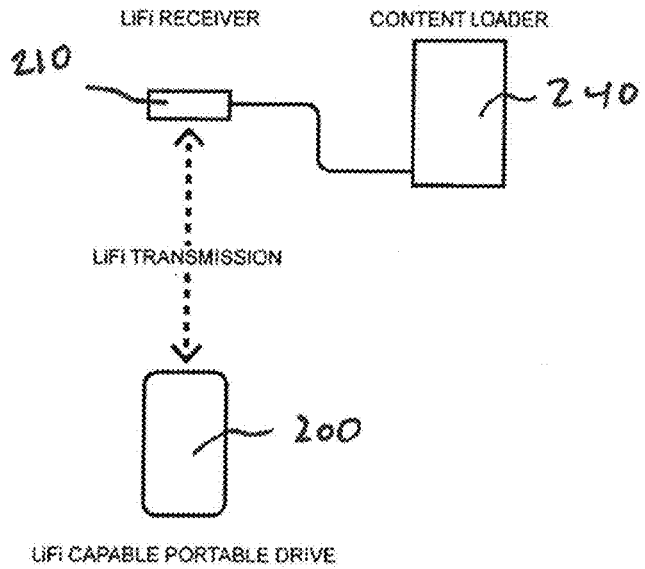 LiFi RECEIVER
CONTENT LOADER
210
240
LiFi TRANSMISSION
200
LiFi CAPABLE PORTABLE DRIVE